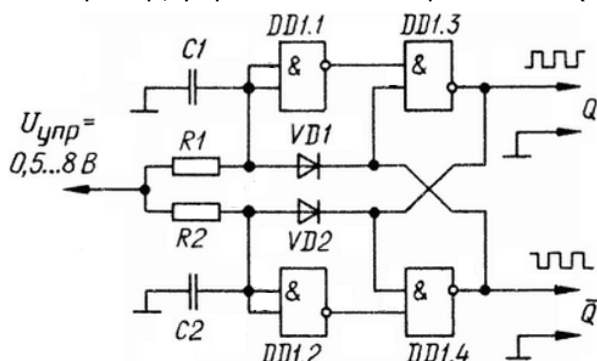 DD1.1
DD1.3
C1
&
&
Uупр=
0,5...8 В
R1
VD1
Q
R2
VD2
C2
&
&
Q̄
DD1.2
DD1.4